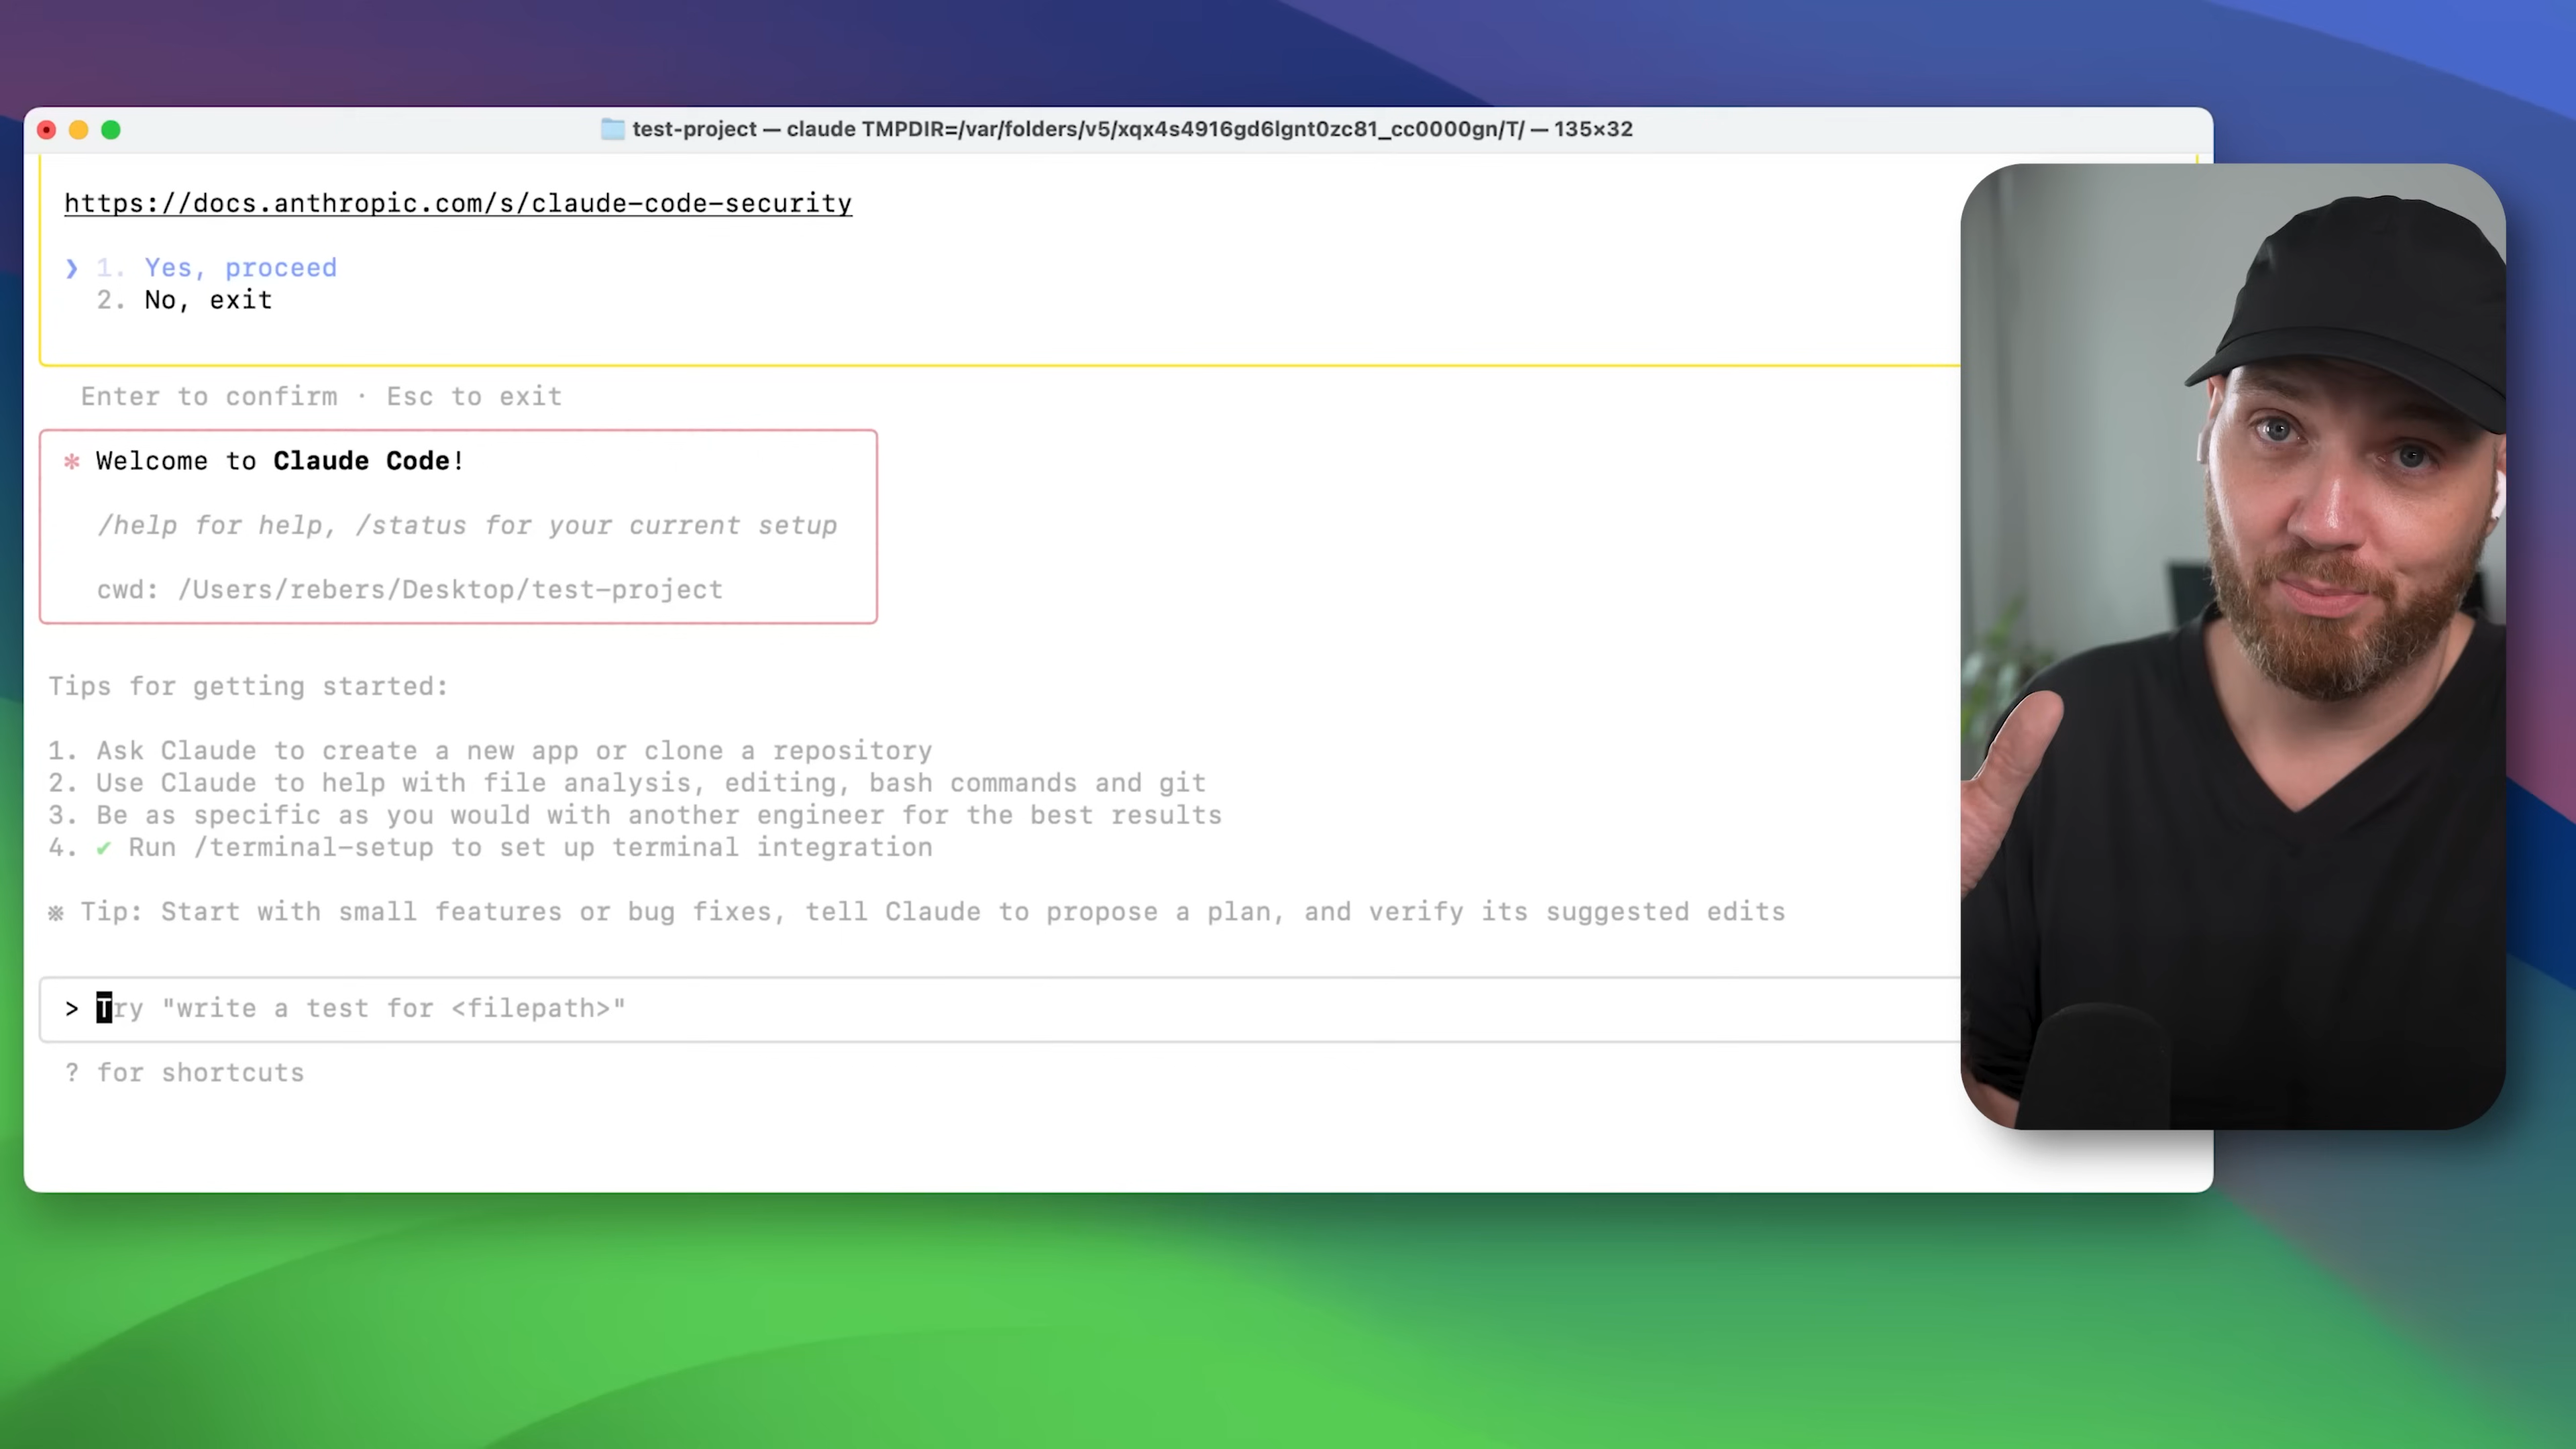 test-project — claude TMPDIR=/var/folders/v5/xqx4s4916gd6lgnt0zc81_cc0000gn/T/ — 135×32
https://docs.anthropic.com/s/claude-code-security
❯ 1. Yes, proceed
2. No, exit
Enter to confirm · Esc to exit
✻ Welcome to Claude Code!
/help for help, /status for your current setup
cwd: /Users/rebers/Desktop/test-project
Tips for getting started:
1. Ask Claude to create a new app or clone a repository
2. Use Claude to help with file analysis, editing, bash commands and git
3. Be as specific as you would with another engineer for the best results
4. ✔ Run /terminal-setup to set up terminal integration
※ Tip: Start with small features or bug fixes, tell Claude to propose a plan, and verify its suggested edits
> Try "write a test for <filepath>"
? for shortcuts